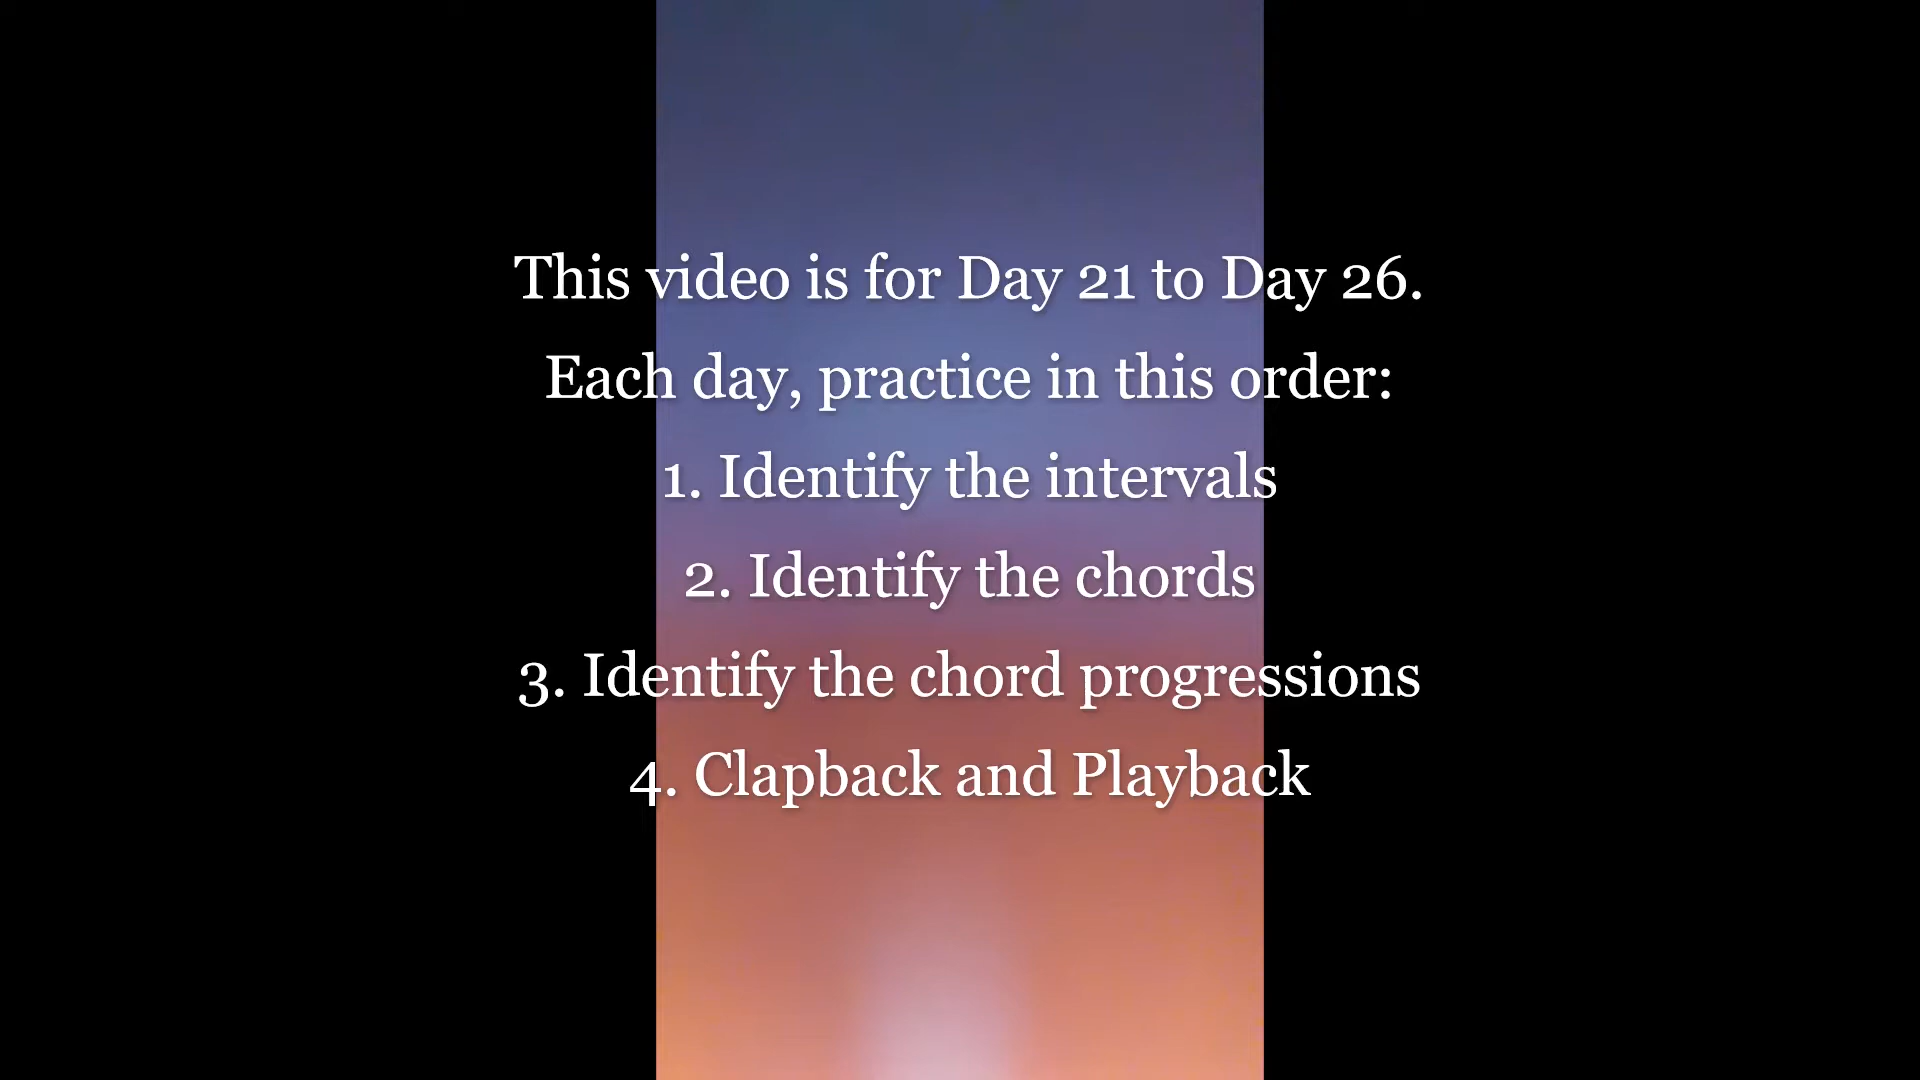 This video is for Day 21 to Day 26.
Each day, practice in this order:
1. Identify the intervals
2. Identify the chords
3. Identify the chord progressions
4. Clapback and Playback